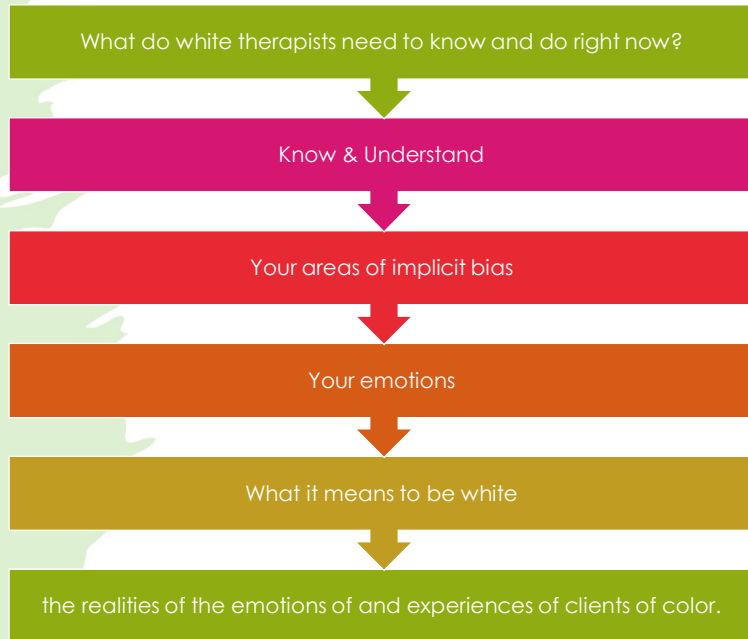 What do white therapists need to know and do right now?
Know & Understand
Your areas of implicit bias
Your emotions
What it means to be white
the realities of the emotions of and experiences of clients of color.